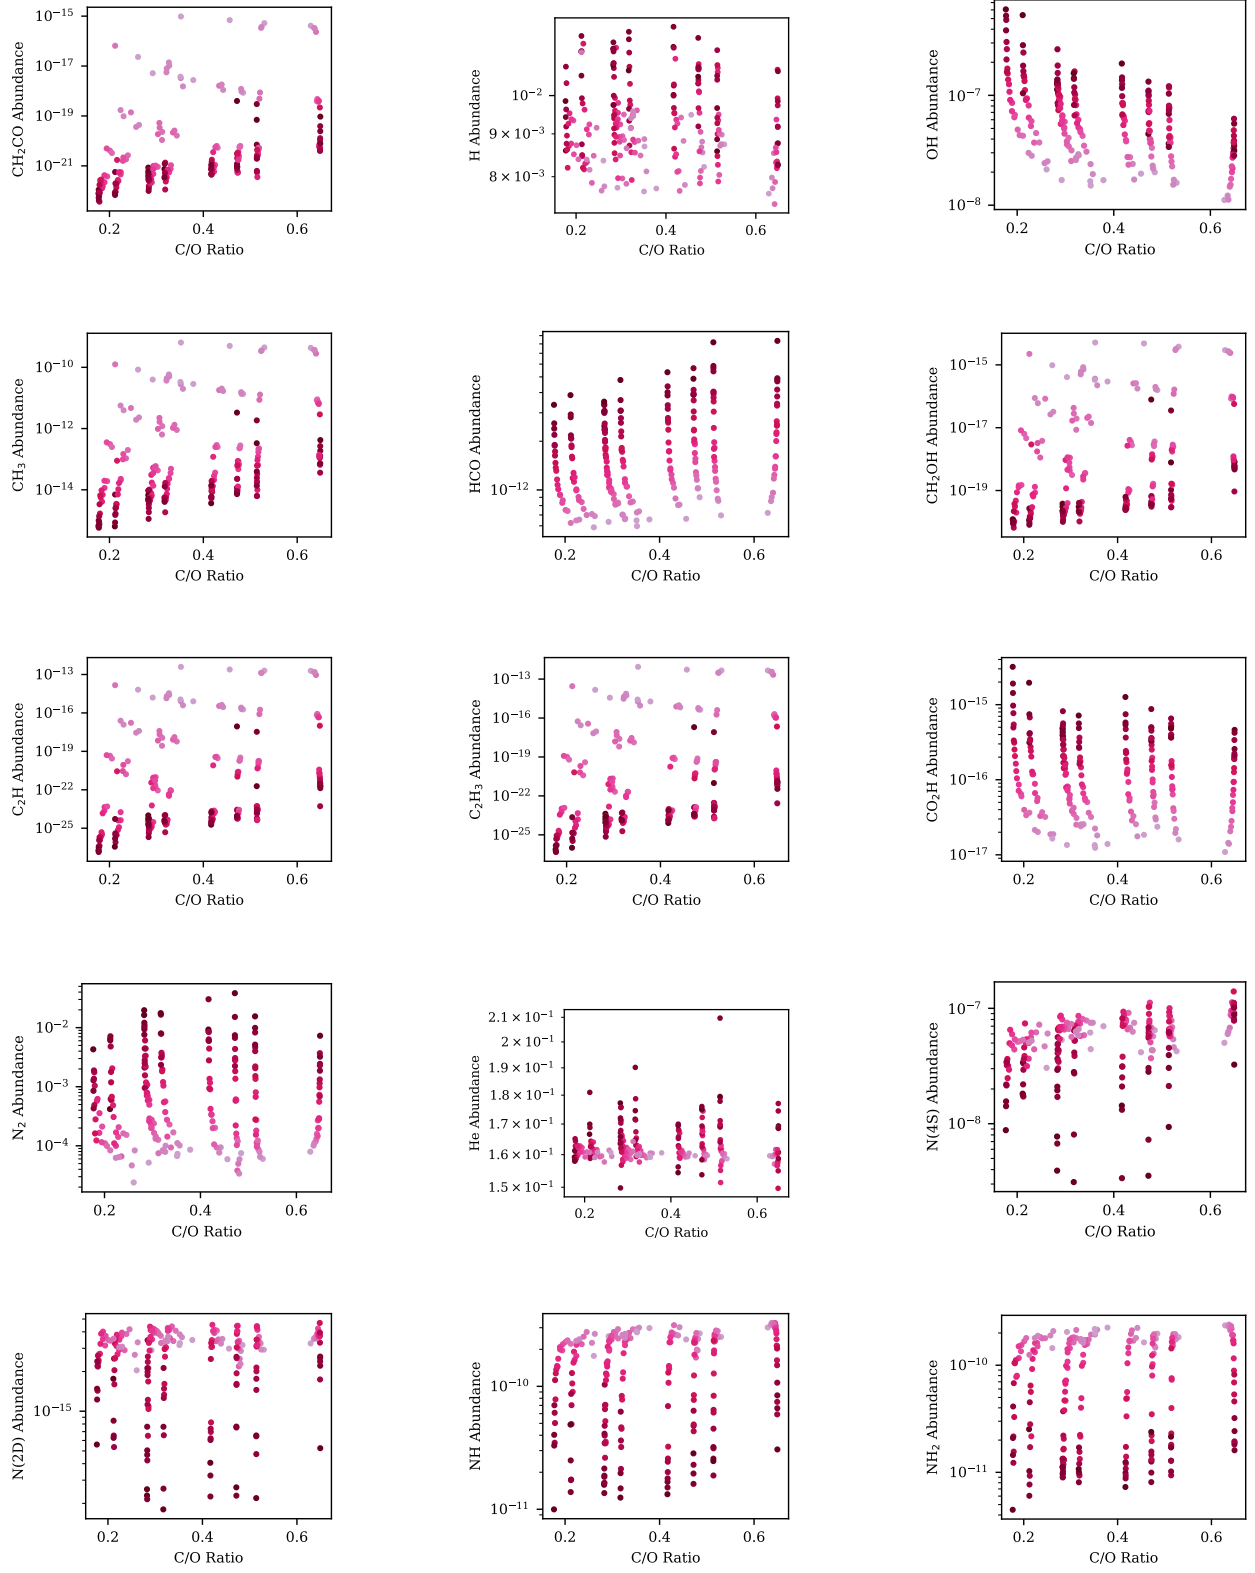 CH₂CO Abundance
10⁻¹⁵
10⁻¹⁷
10⁻¹⁹
10⁻²¹
0.2 0.4 0.6
C/O Ratio
H Abundance
10⁻²
9 × 10⁻³
8 × 10⁻³
0.2 0.4 0.6
C/O Ratio
OH Abundance
10⁻⁷
10⁻⁸
0.2 0.4 0.6
C/O Ratio
CH₃ Abundance
10⁻¹⁰
10⁻¹²
10⁻¹⁴
0.2 0.4 0.6
C/O Ratio
HCO Abundance
10⁻¹²
0.2 0.4 0.6
C/O Ratio
CH₂OH Abundance
10⁻¹⁵
10⁻¹⁷
10⁻¹⁹
0.2 0.4 0.6
C/O Ratio
C₂H Abundance
10⁻¹³
10⁻¹⁶
10⁻¹⁹
10⁻²²
10⁻²⁵
0.2 0.4 0.6
C/O Ratio
C₂H₃ Abundance
10⁻¹³
10⁻¹⁶
10⁻¹⁹
10⁻²²
10⁻²⁵
0.2 0.4 0.6
C/O Ratio
CO₂H Abundance
10⁻¹⁵
10⁻¹⁶
10⁻¹⁷
0.2 0.4 0.6
C/O Ratio
N₂ Abundance
10⁻²
10⁻³
10⁻⁴
0.2 0.4 0.6
C/O Ratio
He Abundance
2.1 × 10⁻¹
2 × 10⁻¹
1.9 × 10⁻¹
1.8 × 10⁻¹
1.7 × 10⁻¹
1.6 × 10⁻¹
1.5 × 10⁻¹
0.2 0.4 0.6
C/O Ratio
N(4S) Abundance
10⁻⁷
10⁻⁸
0.2 0.4 0.6
C/O Ratio
N(2D) Abundance
10⁻¹⁵
0.2 0.4 0.6
C/O Ratio
NH Abundance
10⁻¹⁰
10⁻¹¹
0.2 0.4 0.6
C/O Ratio
NH₂ Abundance
10⁻¹⁰
10⁻¹¹
0.2 0.4 0.6
C/O Ratio